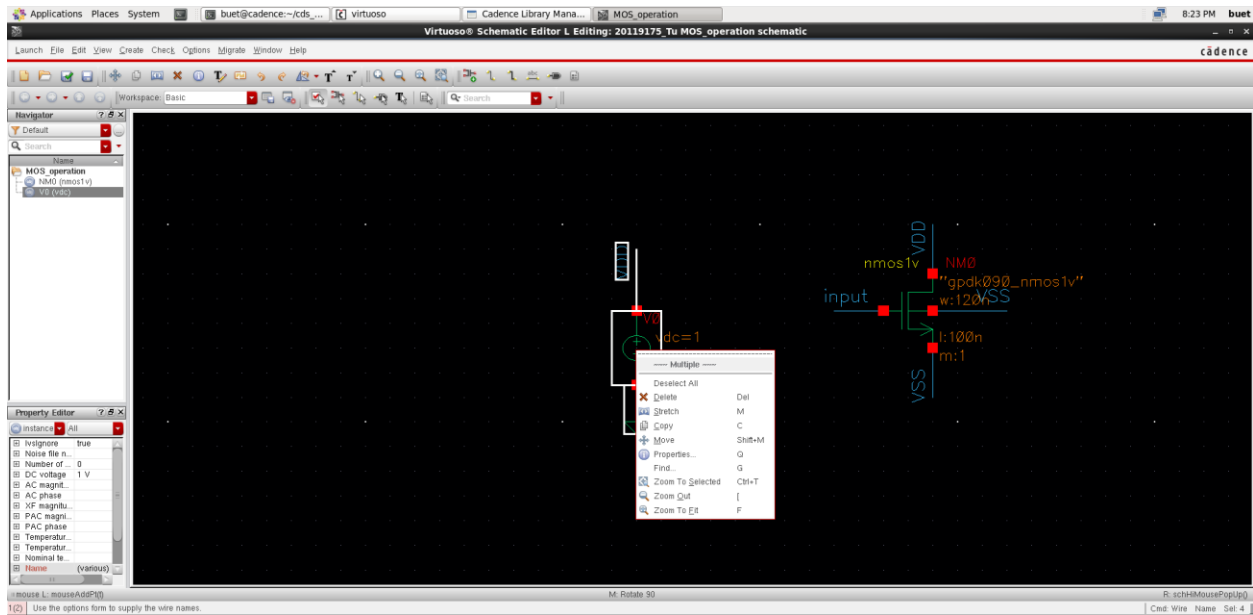 Applications Places System buet@cadence:~/cds_... virtuoso Cadence Library Mana... MOS_operation 8:23 PM buet
Virtuoso® Schematic Editor L Editing: 20119175_Tu MOS_operation schematic
Launch File Edit View Create Check Options Migrate Window Help cādence
Workspace: Basic Search
Navigator
Default
Search
Name
MOS_operation
NM0 (nmos1v)
V0 (vdc)
VDD
V0
vdc=1
VDD
nmos1v NM0
"gpdk090_nmos1v"
input w:120n VSS
l:100n
m:1
VSS
---- Multiple ----
Deselect All
Delete Del
Stretch M
Copy C
Move Shift+M
Properties... Q
Find... G
Zoom To Selected Ctrl+T
Zoom Out [
Zoom To Fit F
Property Editor
instance All
lvsIgnore true
Noise file n...
Number of ... 0
DC voltage 1 V
AC magnit...
AC phase
XF magnitu...
PAC magni...
PAC phase
Temperatur...
Temperatur...
Nominal te...
Name (various)
mouse L: mouseAddPt(t) M: Rotate 90 R: schHiMousePopUp()
1(2) Use the options form to supply the wire names. Cmd: Wire Name Sel: 4